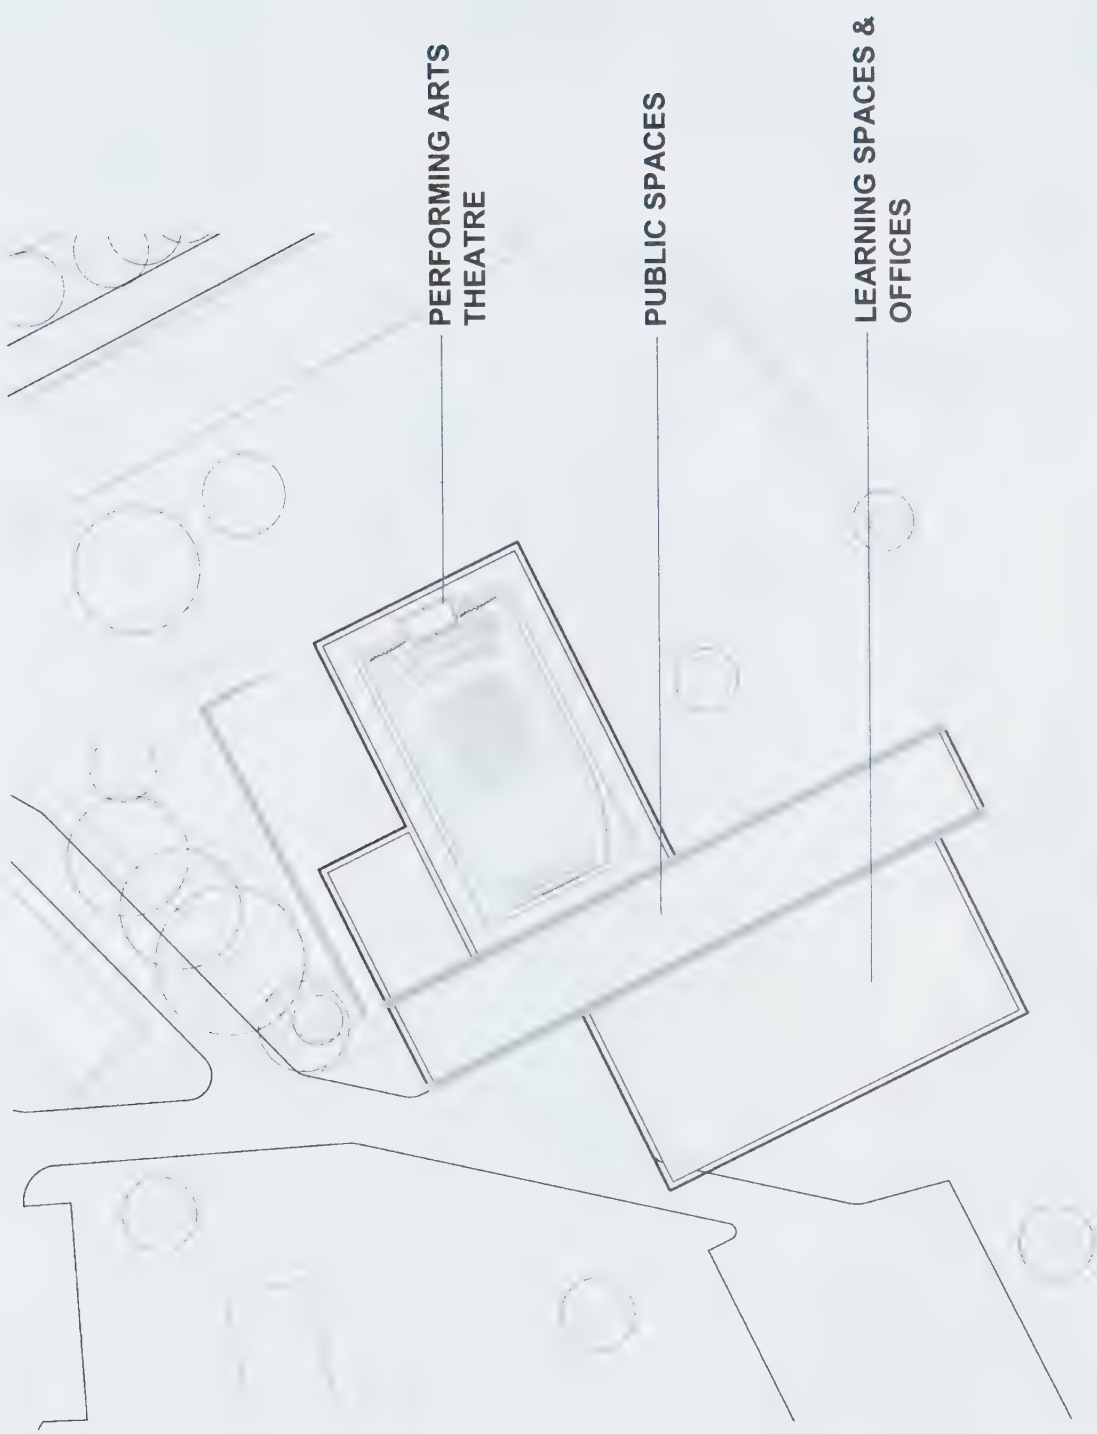 PERFORMING ARTS
THEATRE
PUBLIC SPACES
LEARNING SPACES &
OFFICES